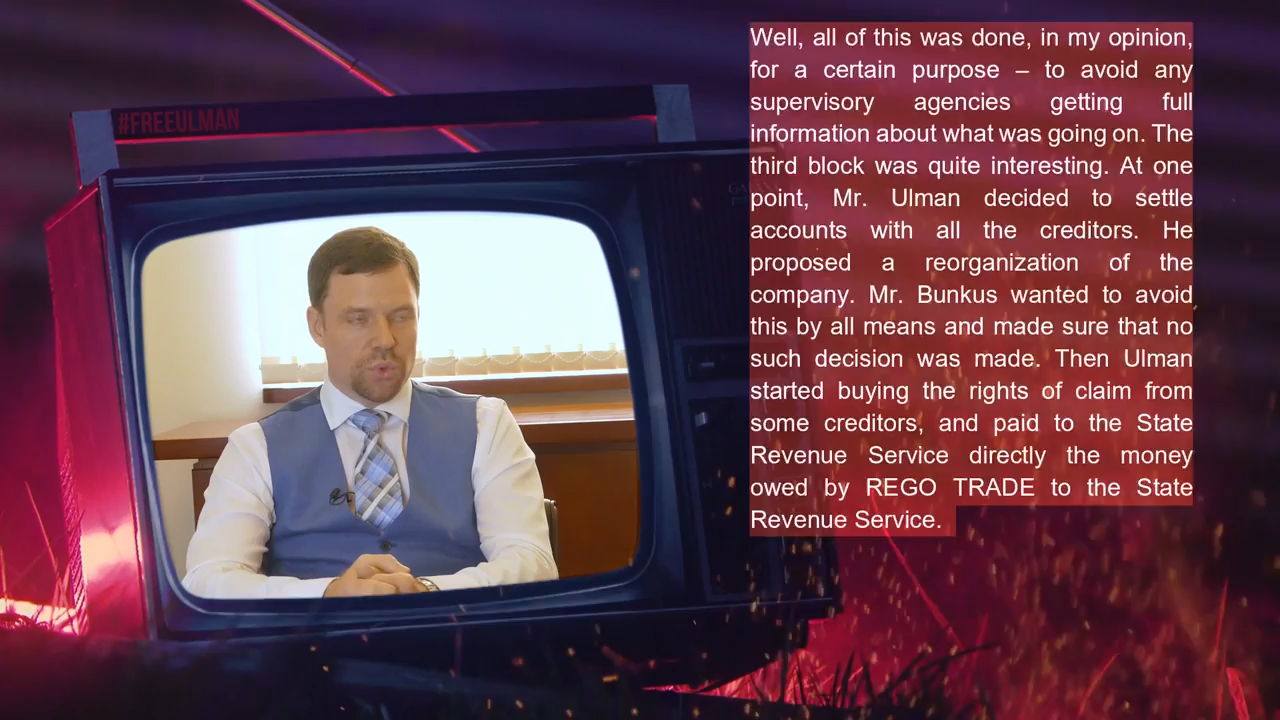 #FREEULMAN
Well, all of this was done, in my opinion,
for a certain purpose – to avoid any
supervisory agencies getting full
information about what was going on. The
third block was quite interesting. At one
point, Mr. Ulman decided to settle
accounts with all the creditors. He
proposed a reorganization of the
company. Mr. Bunkus wanted to avoid
this by all means and made sure that no
such decision was made. Then Ulman
started buying the rights of claim from
some creditors, and paid to the State
Revenue Service directly the money
owed by REGO TRADE to the State
Revenue Service.